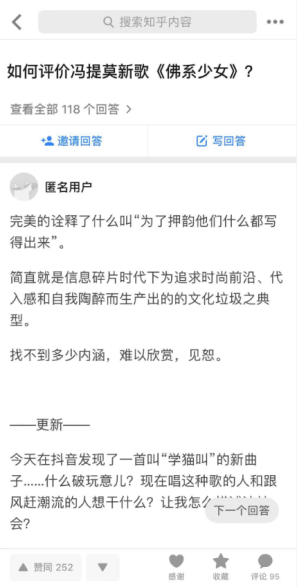 搜索知乎内容
如何评价冯提莫新歌《佛系少女》?
查看全部 118 个回答 >
邀请回答
写回答
匿名用户
完美的诠释了什么叫“为了押韵他们什么都写
得出来”。
简直就是信息碎片时代下为追求时尚前沿、代
入感和自我陶醉而生产出的的文化垃圾之典
型。
找不到多少内涵，难以欣赏，见恕。
——更新——
今天在抖音发现了一首叫“学猫叫”的新曲
子......什么破玩意儿？现在唱这种歌的人和跟
风赶潮流的人想干什么？让我怎么
会?
下一个回答
赞同 252
感谢
收藏
评论 95